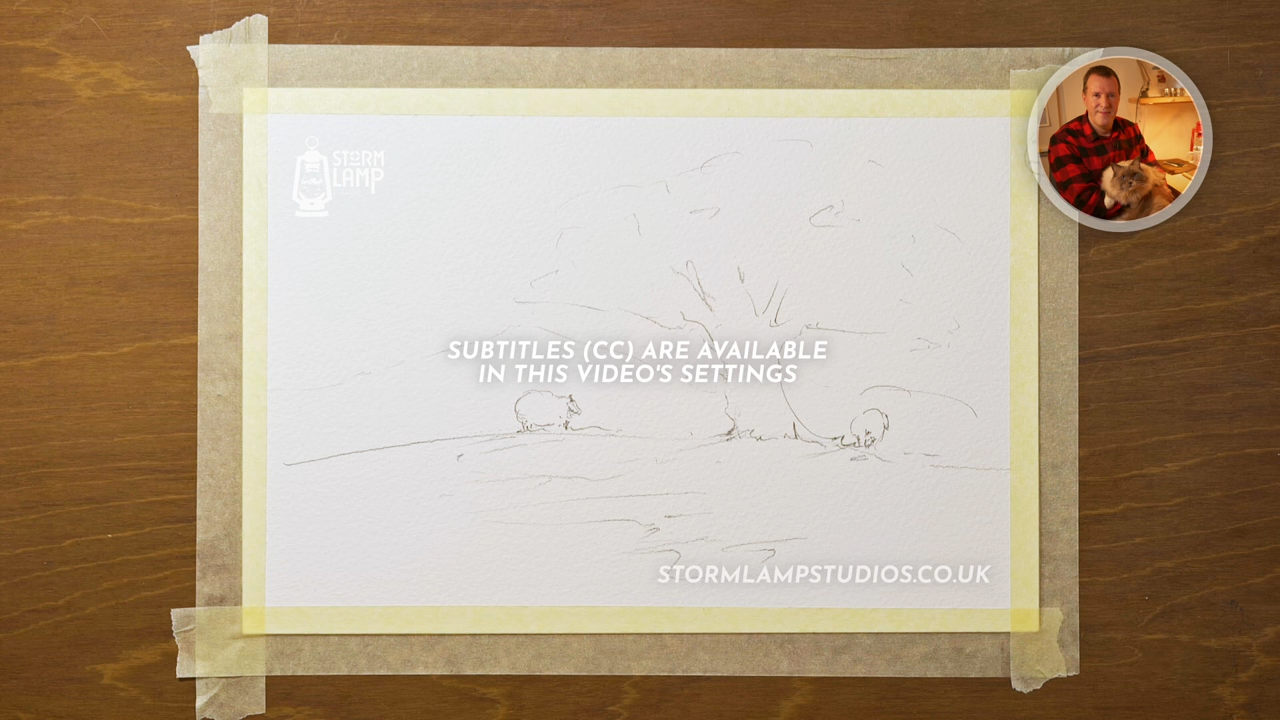 STORM
LAMP
SUBTITLES (CC) ARE AVAILABLE
IN THIS VIDEO'S SETTINGS
STORMLAMPSTUDIOS.CO.UK